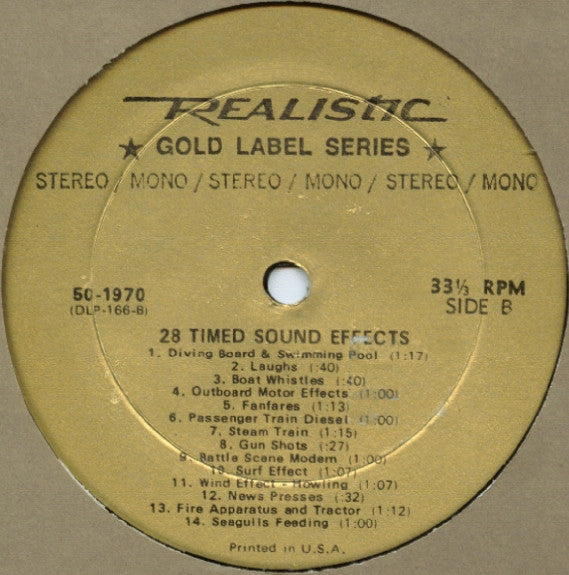 REALISTIC
★ GOLD LABEL SERIES ★
STEREO / MONO / STEREO / MONO / STEREO / MONO
50-1970
(DLP-166-B)
33⅓ RPM
SIDE B
28 TIMED SOUND EFFECTS
1. Diving Board & Swimming Pool (1:17)
2. Laughs (:40)
3. Boat Whistles (:40)
4. Outboard Motor Effects (1:00)
5. Fanfares (1:13)
6. Passenger Train Diesel (1:00)
7. Steam Train (1:15)
8. Gun Shots (:27)
9. Battle Scene Modern (1:00)
10. Surf Effect (1:07)
11. Wind Effect - Howling (1:07)
12. News Presses (:32)
13. Fire Apparatus and Tractor (1:12)
14. Seagulls Feeding (1:00)
Printed in U.S.A.